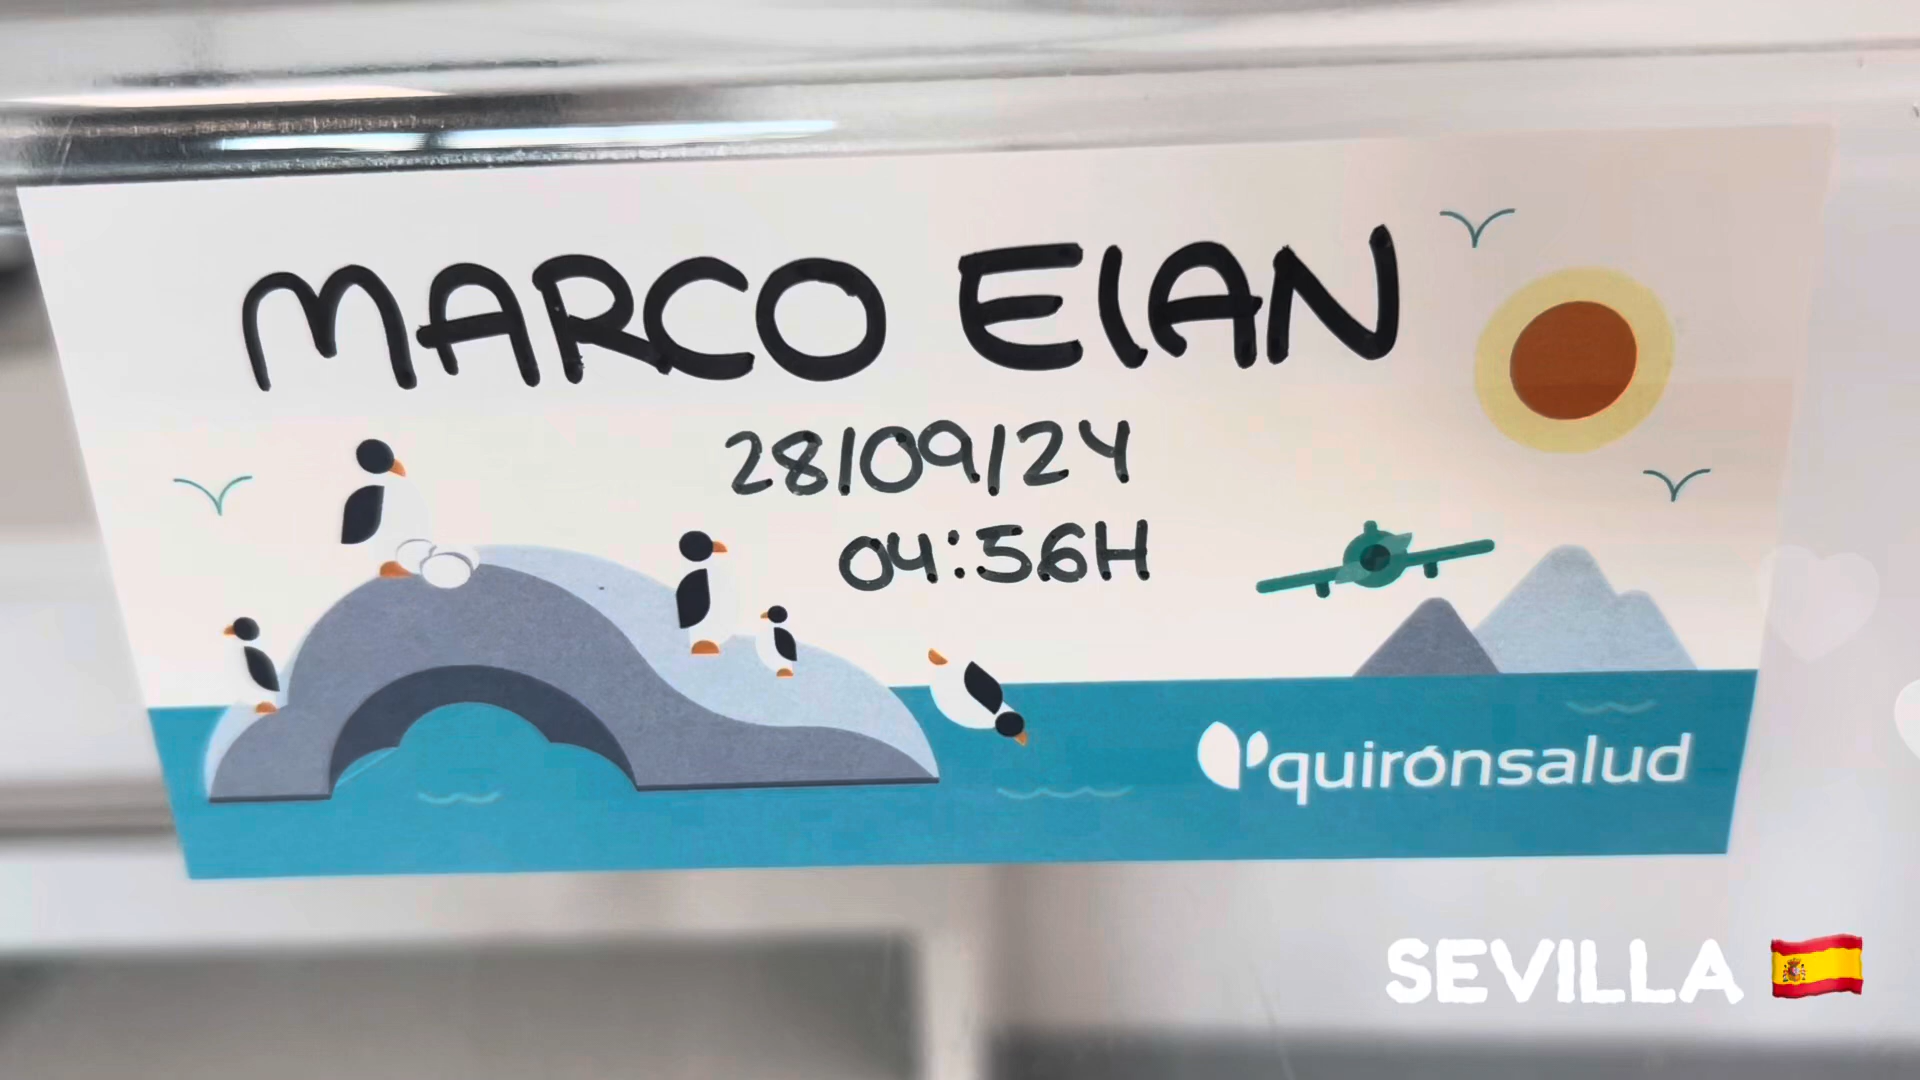 MARCO ElAN
28/09/24
04:56H
quirónsalud
SEVILLA 🇪🇸